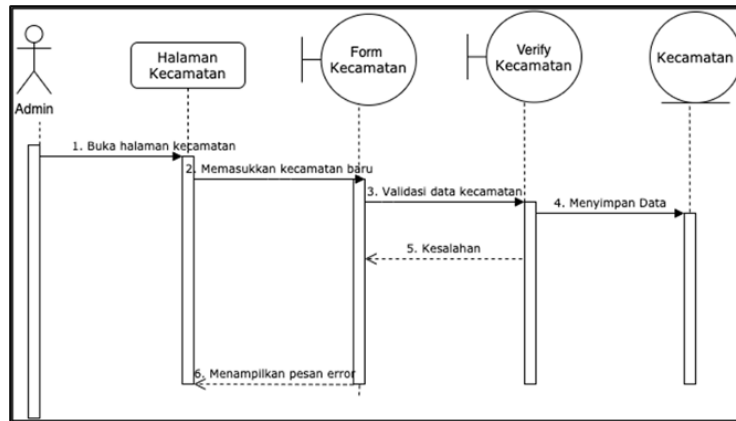 Halaman
Kecamatan
Form
Kecamatan
Verify
Kecamatan
Kecamatan
Admin
1. Buka halaman kecamatan
2. Memasukkan kecamatan baru
3. Validasi data kecamatan
4. Menyimpan Data
5. Kesalahan
6. Menampilkan pesan error